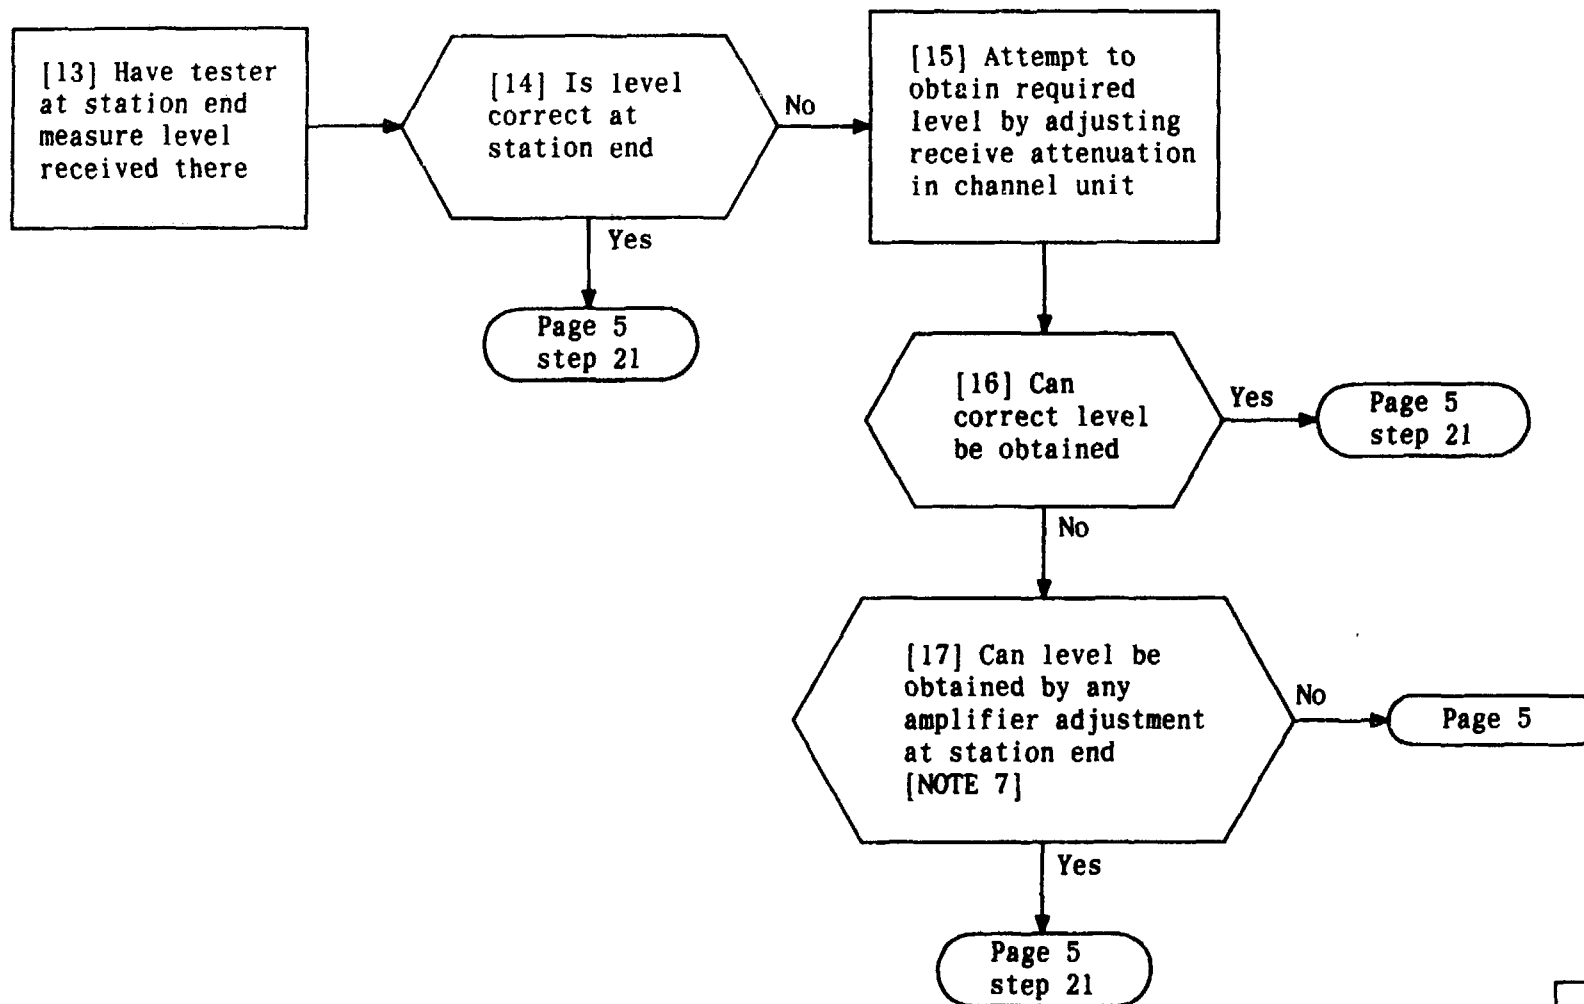 [13] Have tester
at station end
measure level
received there
[14] Is level
correct at
station end
No
[15] Attempt to
obtain required
level by adjusting
receive attenuation
in channel unit
Yes
Page 5
step 21
[16] Can
correct level
be obtained
Yes
Page 5
step 21
No
[17] Can level be
obtained by any
amplifier adjustment
at station end
[NOTE 7]
No
Page 5
Yes
Page 5
step 21